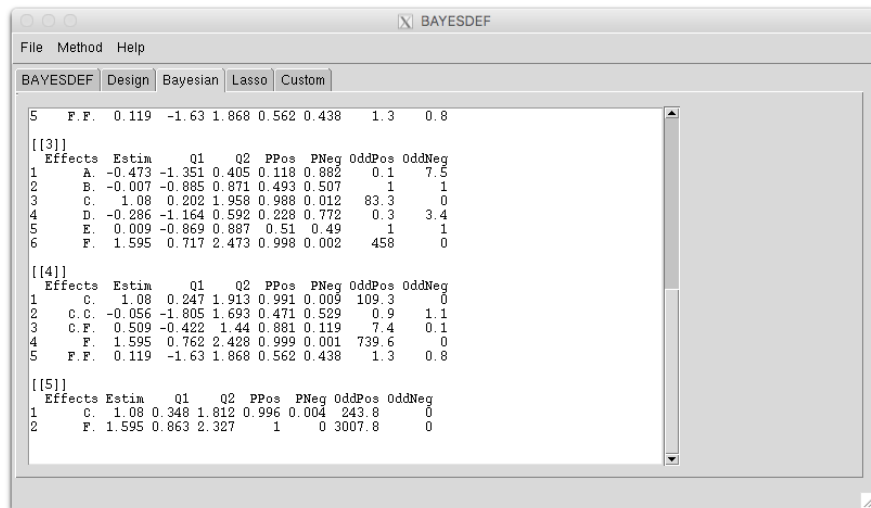 BAYESDEF
File Method Help
BAYESDEF Design Bayesian Lasso Custom
5 F.F. 0.119 -1.63 1.868 0.562 0.438 1.3 0.8
[[3]]
Effects Estim Q1 Q2 PPos PNeg OddPos OddNeg
1 A. -0.473 -1.351 0.405 0.118 0.882 0.1 7.5
2 B. -0.007 -0.885 0.871 0.493 0.507 1 1
3 C. 1.08 0.202 1.958 0.988 0.012 83.3 0
4 D. -0.286 -1.164 0.592 0.228 0.772 0.3 3.4
5 E. 0.009 -0.869 0.887 0.51 0.49 1 1
6 F. 1.595 0.717 2.473 0.998 0.002 458 0
[[4]]
Effects Estim Q1 Q2 PPos PNeg OddPos OddNeg
1 C. 1.08 0.247 1.913 0.991 0.009 109.3 0
2 C.C. -0.056 -1.805 1.693 0.471 0.529 0.9 1.1
3 C.F. 0.509 -0.422 1.44 0.881 0.119 7.4 0.1
4 F. 1.595 0.762 2.428 0.999 0.001 739.6 0
5 F.F. 0.119 -1.63 1.868 0.562 0.438 1.3 0.8
[[5]]
Effects Estim Q1 Q2 PPos PNeg OddPos OddNeg
1 C. 1.08 0.348 1.812 0.996 0.004 243.8 0
2 F. 1.595 0.863 2.327 1 0 3007.8 0